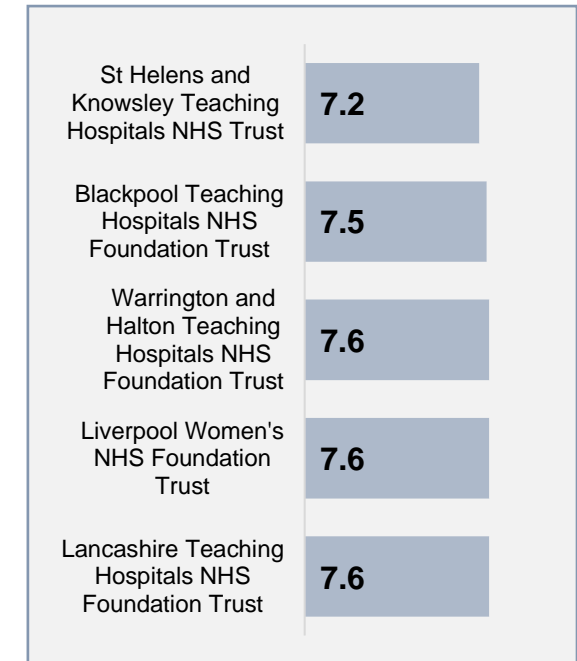 St Helens and
Knowsley Teaching
Hospitals NHS Trust
7.2
Blackpool Teaching
Hospitals NHS
Foundation Trust
7.5
Warrington and
Halton Teaching
Hospitals NHS
Foundation Trust
7.6
Liverpool Women's
NHS Foundation
Trust
7.6
Lancashire Teaching
Hospitals NHS
Foundation Trust
7.6